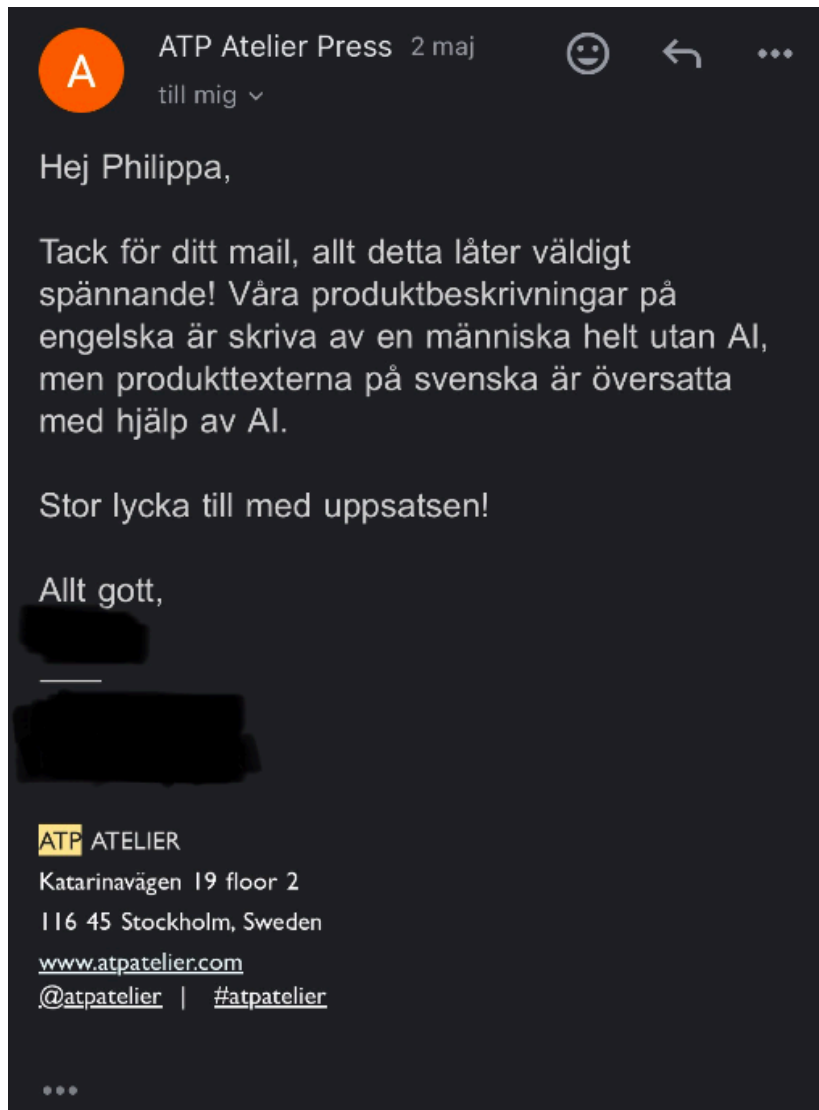 A
ATP Atelier Press 2 maj
till mig
Hej Philippa,
Tack för ditt mail, allt detta låter väldigt
spännande! Våra produktbeskrivningar på
engelska är skriva av en människa helt utan AI,
men produkttexterna på svenska är översatta
med hjälp av AI.
Stor lycka till med uppsatsen!
Allt gott,
ATP ATELIER
Katarinavägen 19 floor 2
116 45 Stockholm, Sweden
www.atpatelier.com
@atpatelier | #atpatelier